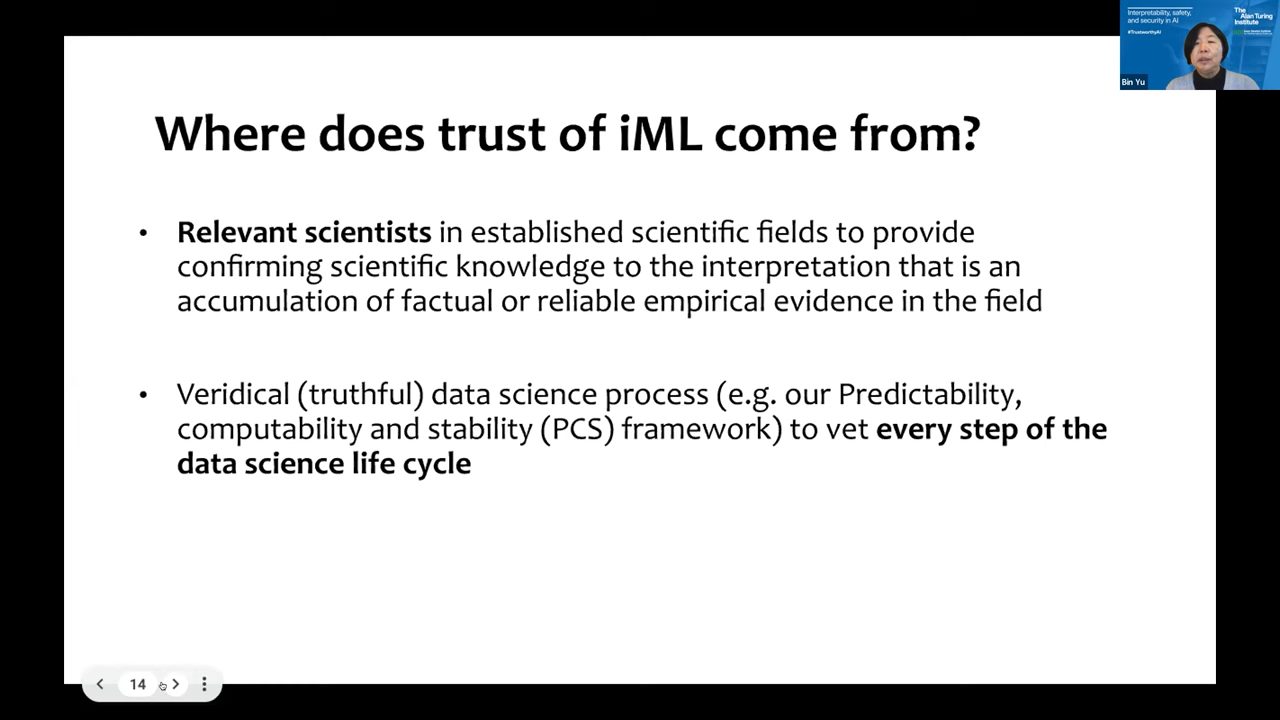 Interpretability, safety,
and security in AI
#TrustworthyAI
The
Alan Turing
Institute
Bin Yu
Where does trust of iML come from?
• Relevant scientists in established scientific fields to provide
confirming scientific knowledge to the interpretation that is an
accumulation of factual or reliable empirical evidence in the field
• Veridical (truthful) data science process (e.g. our Predictability,
computability and stability (PCS) framework) to vet every step of the
data science life cycle
14